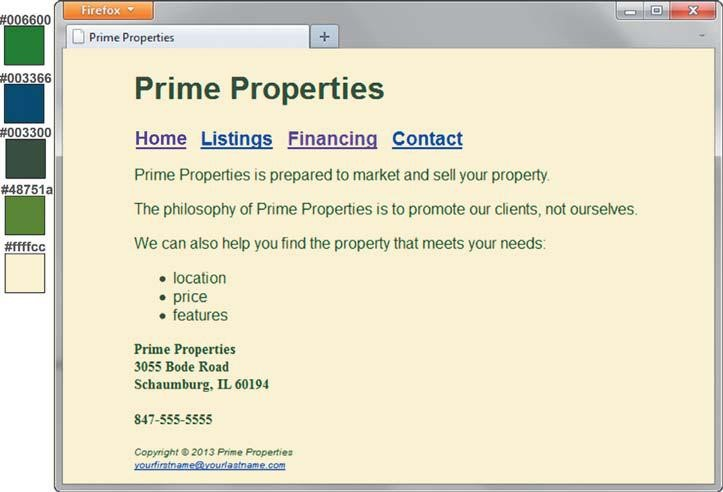 #006600
#003366
#003300
#48751a
#ffffcc
Firefox
Prime Properties
Prime Properties
Home Listings Financing Contact
Prime Properties is prepared to market and sell your property.
The philosophy of Prime Properties is to promote our clients, not ourselves.
We can also help you find the property that meets your needs:
• location
• price
• features
Prime Properties
3055 Bode Road
Schaumburg, IL 60194
847-555-5555
Copyright © 2013 Prime Properties
yourfirstname@yourlastname.com